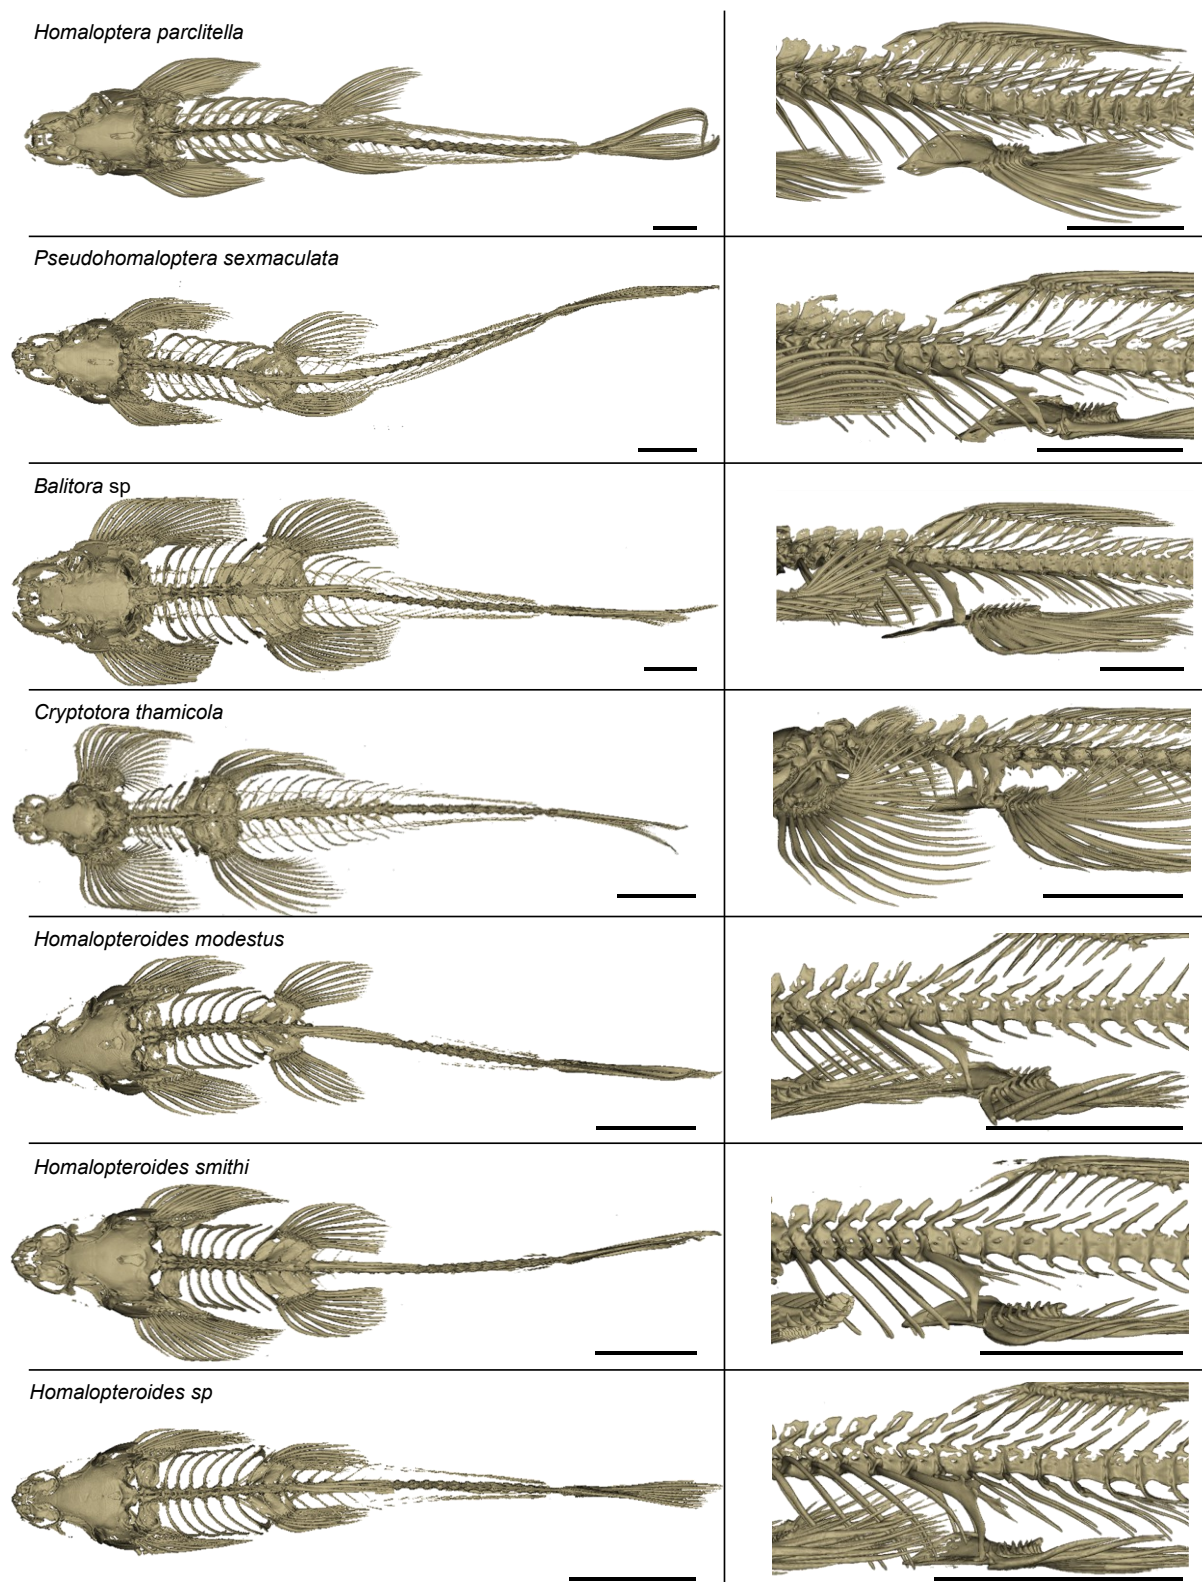 Homaloptera parclitella
Pseudohomaloptera sexmaculata
Balitora sp
Cryptotora thamicola
Homalopteroides modestus
Homalopteroides smithi
Homalopteroides sp